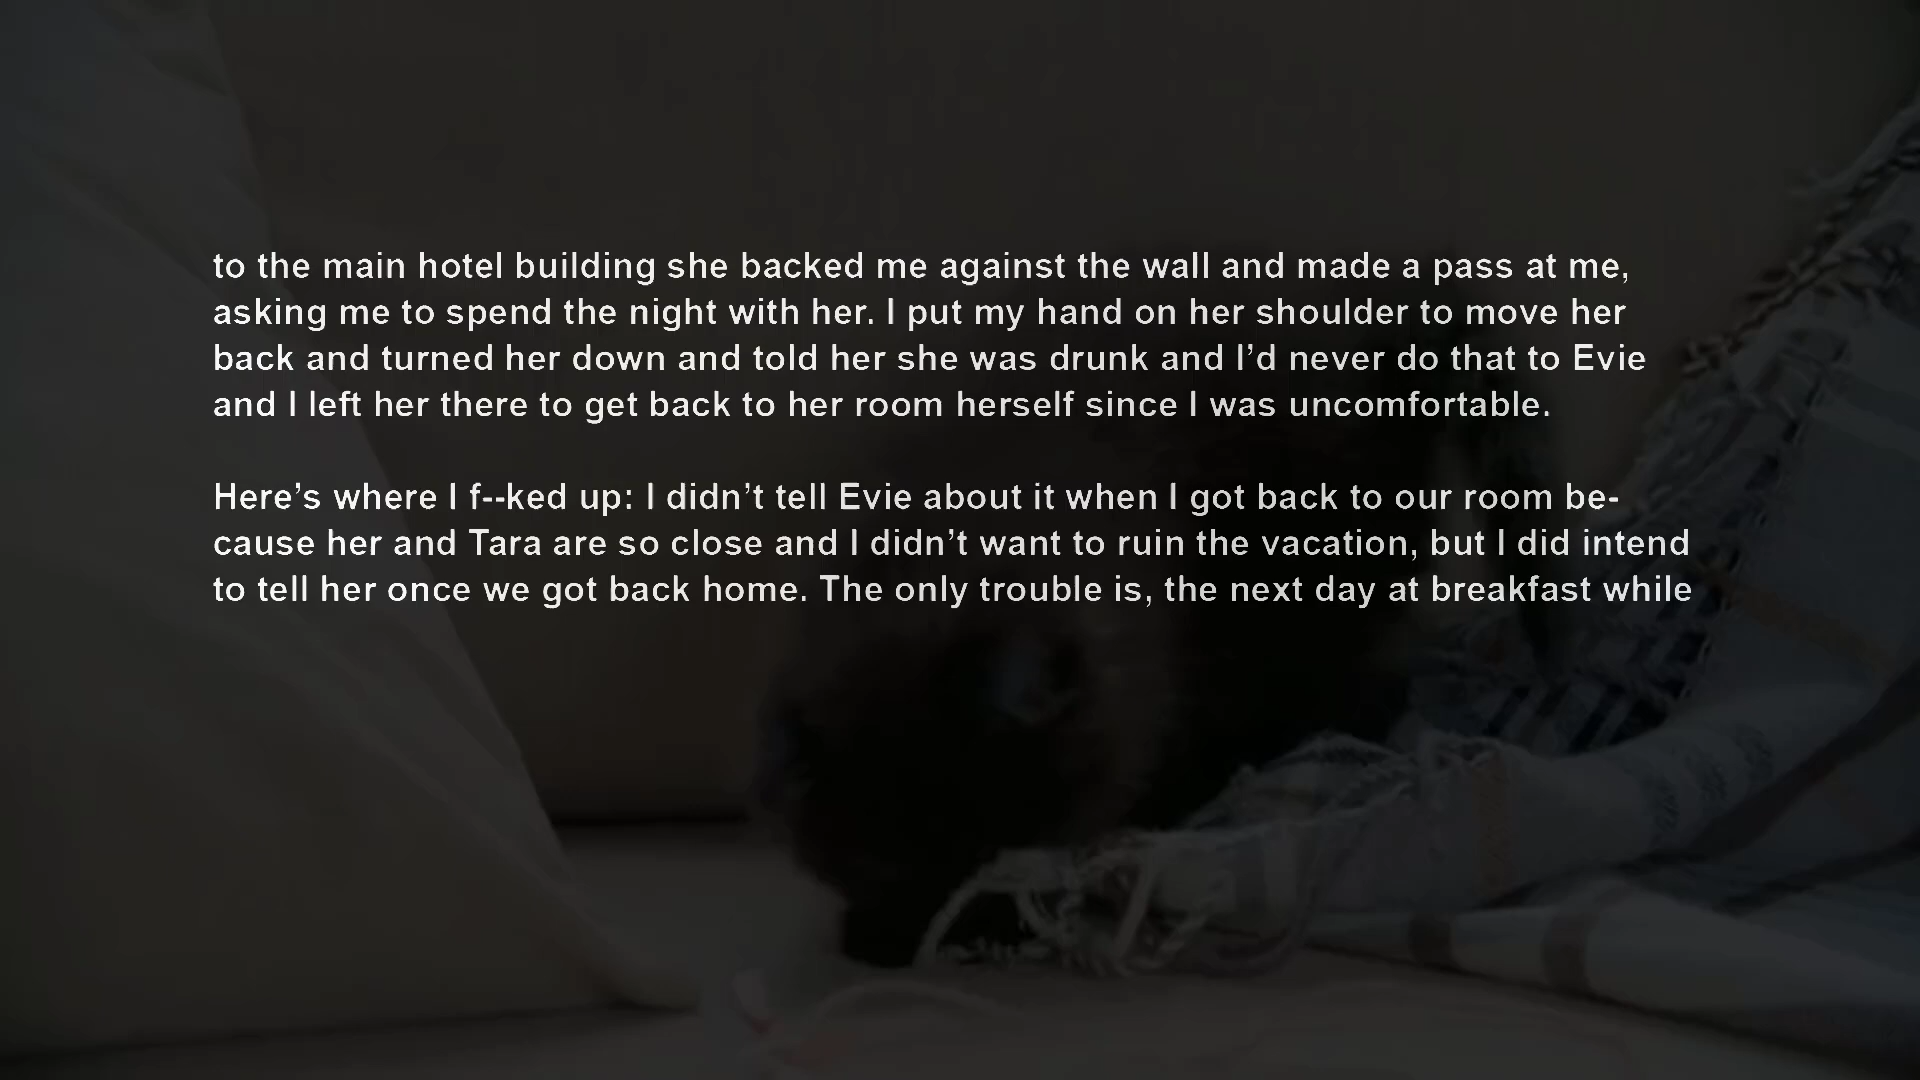 to the main hotel building she backed me against the wall and made a pass at me,
asking me to spend the night with her. I put my hand on her shoulder to move her
back and turned her down and told her she was drunk and I’d never do that to Evie
and I left her there to get back to her room herself since I was uncomfortable.
Here’s where I f--ked up: I didn’t tell Evie about it when I got back to our room be-
cause her and Tara are so close and I didn’t want to ruin the vacation, but I did intend
to tell her once we got back home. The only trouble is, the next day at breakfast while